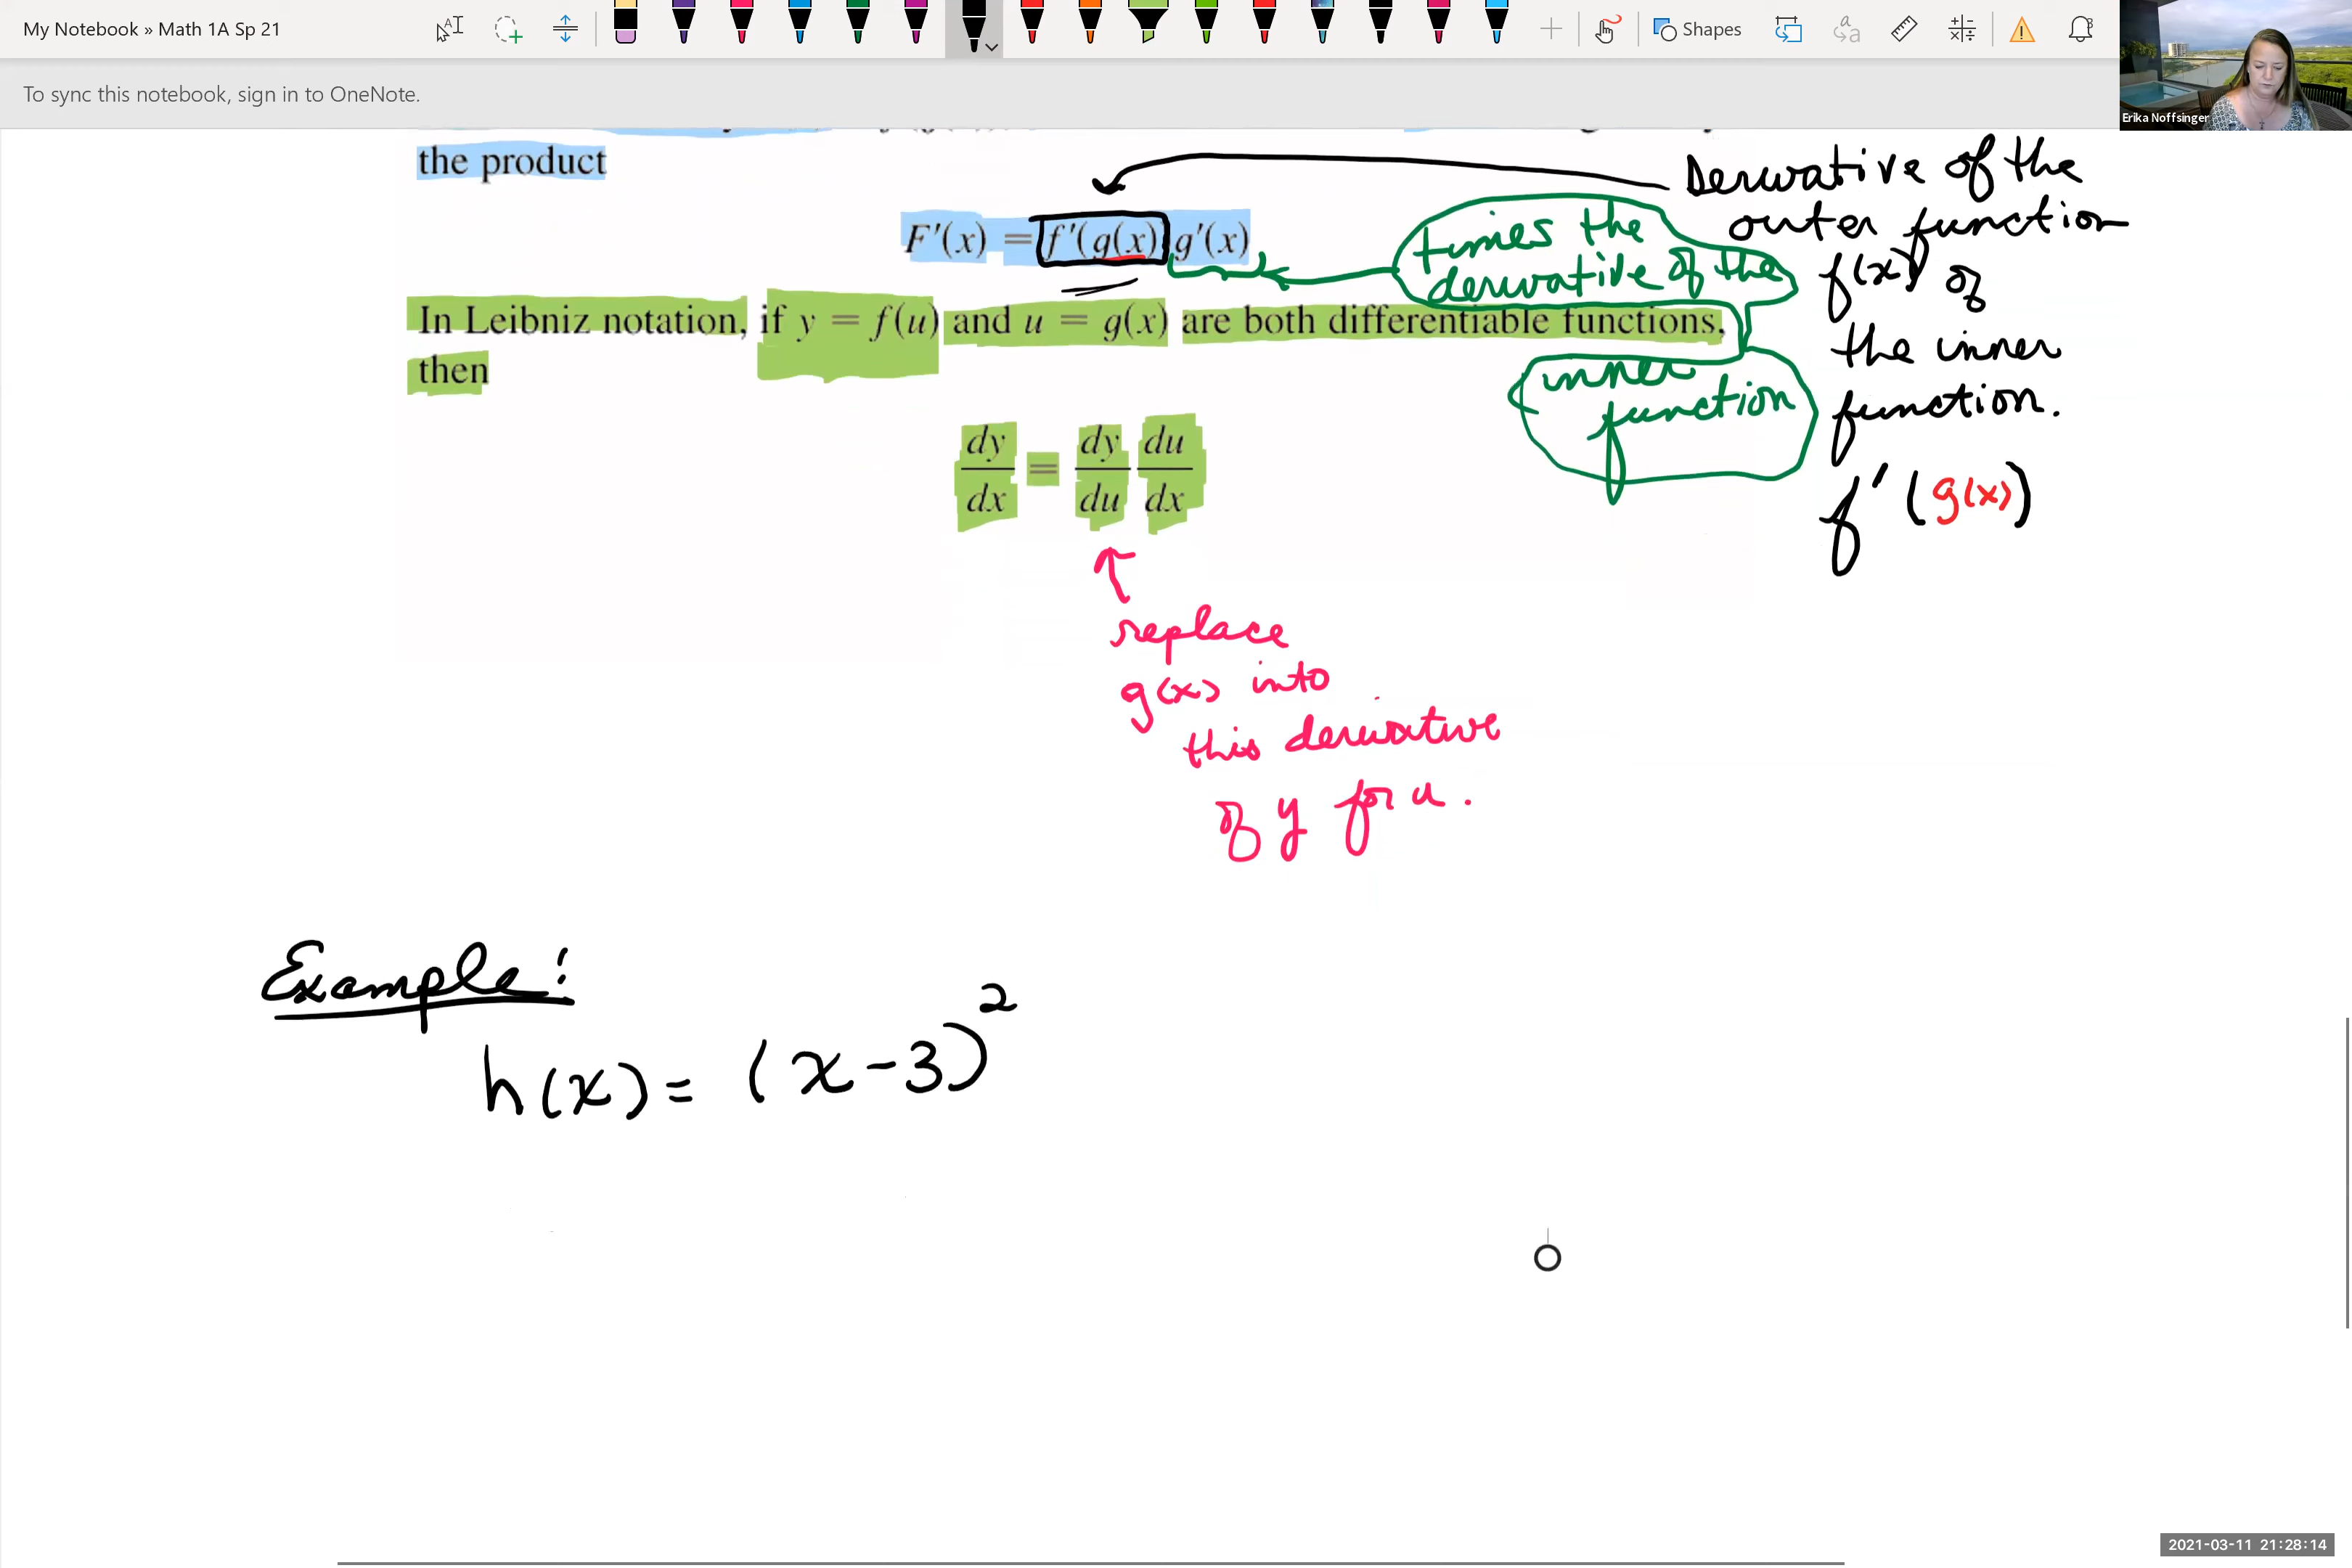 My Notebook » Math 1A Sp 21
Shapes
To sync this notebook, sign in to OneNote.
Erika Noffsinger
the product
F'(x) = f'(g(x)) g'(x)
Derivative of the
outer function
f(x) of
the inner
function.
f'(g(x))
times the
derivative of the
inner
function
In Leibniz notation, if y = f(u) and u = g(x) are both differentiable functions,
then
dy/dx = dy/du du/dx
replace
g(x) into
this derivative
of y for u.
Example:
h(x) = (x-3)²
2021-03-11 21:28:14